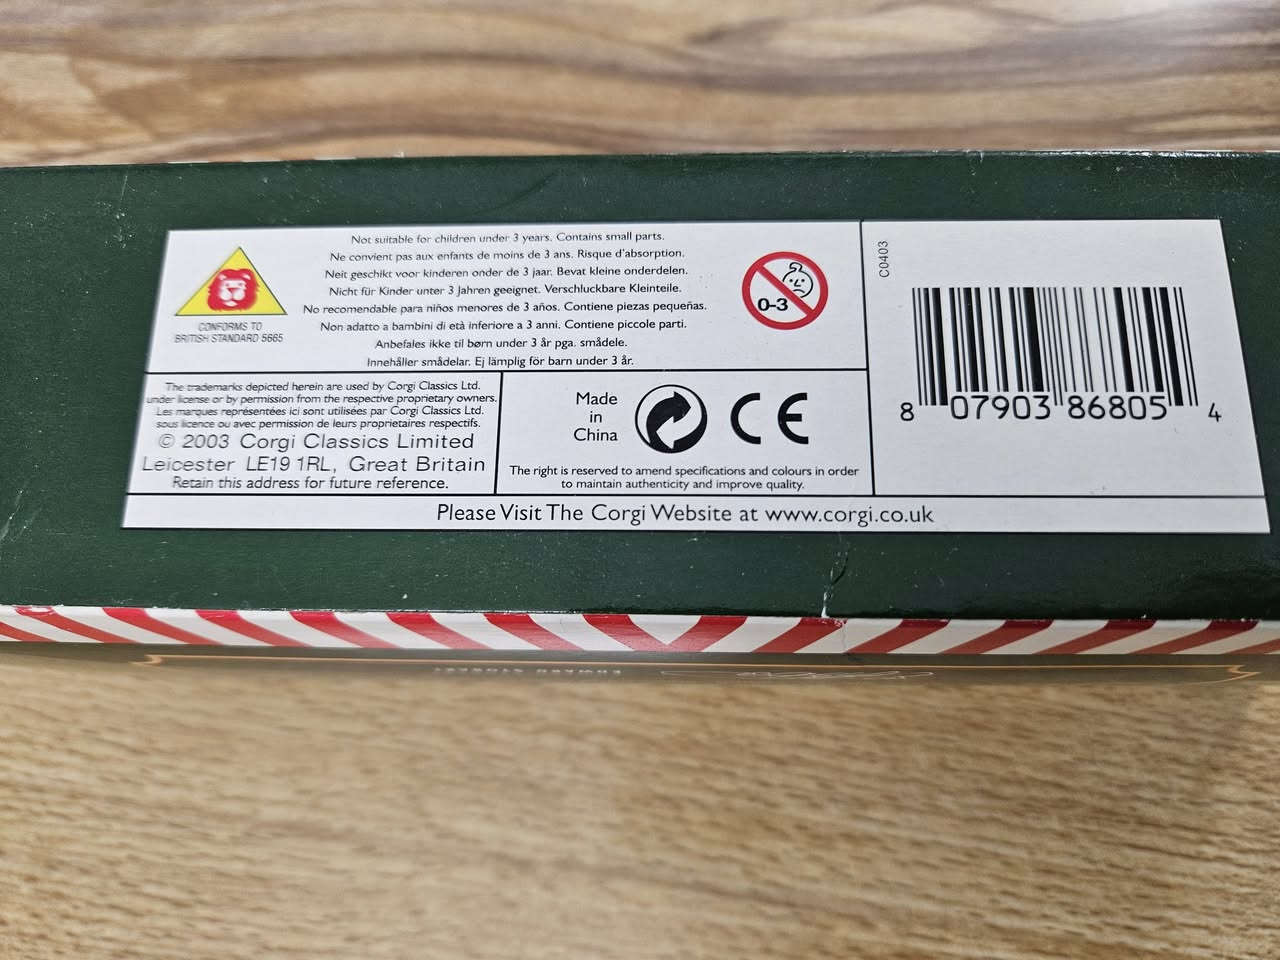 Not suitable for children under 3 years. Contains small parts.
Ne convient pas aux enfants de moins de 3 ans. Risque d'absorption.
Neit geschikt voor kinderen onder de 3 jaar. Bevat kleine onderdelen.
Nicht für Kinder unter 3 Jahren geeignet. Verschluckbare Kleinteile.
No recomendable para niños menores de 3 años. Contiene piezas pequeñas.
Non adatto a bambini di età inferiore a 3 anni. Contiene piccole parti.
Anbefales ikke til børn under 3 år pga. smådele.
Innehåller smådelar. Ej lämplig för barn under 3 år.
CONFORMS TO
BRITISH STANDARD 5665
0-3
The trademarks depicted herein are used by Corgi Classics Ltd.
under license or by permission from the respective proprietary owners.
Les marques représentées ici sont utilisées par Corgi Classics Ltd.
sous licence ou avec permission de leurs proprietaires respectifs.
© 2003 Corgi Classics Limited
Leicester LE19 1RL, Great Britain
Retain this address for future reference.
Made
in
China
CE
The right is reserved to amend specifications and colours in order
to maintain authenticity and improve quality.
C0403
8 07903 86805 4
Please Visit The Corgi Website at www.corgi.co.uk